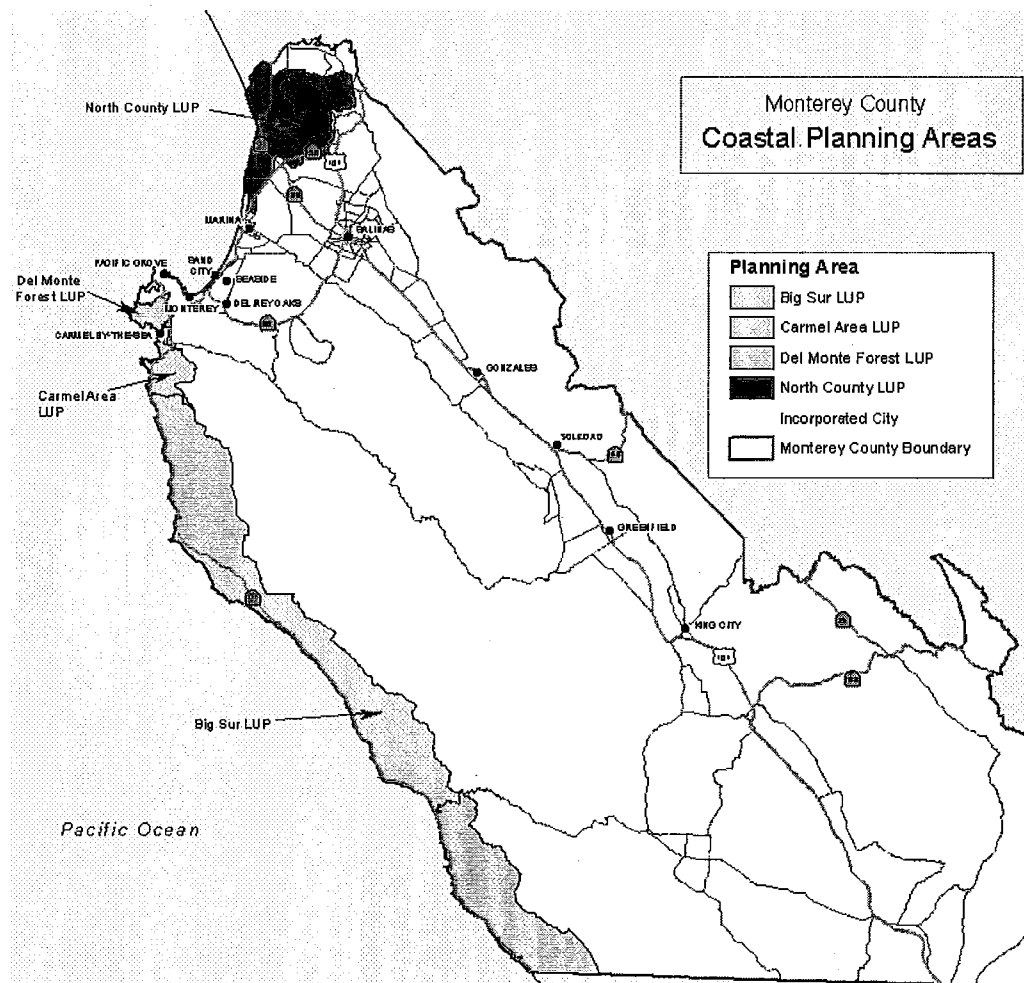 Monterey County
Coastal Planning Areas
North County LUP
MARINA
SALINAS
PACIFIC GROVE
SAND
CITY
SEASIDE
Del Monte
Forest LUP
MONTEREY
DEL REY OAKS
CARMEL-BY-THE-SEA
Carmel Area
LUP
GONZALES
SOLEDAD
GREENFIELD
KING CITY
101
101
Big Sur LUP
Pacific Ocean
Planning Area
Big Sur LUP
Carmel Area LUP
Del Monte Forest LUP
North County LUP
Incorporated City
Monterey County Boundary